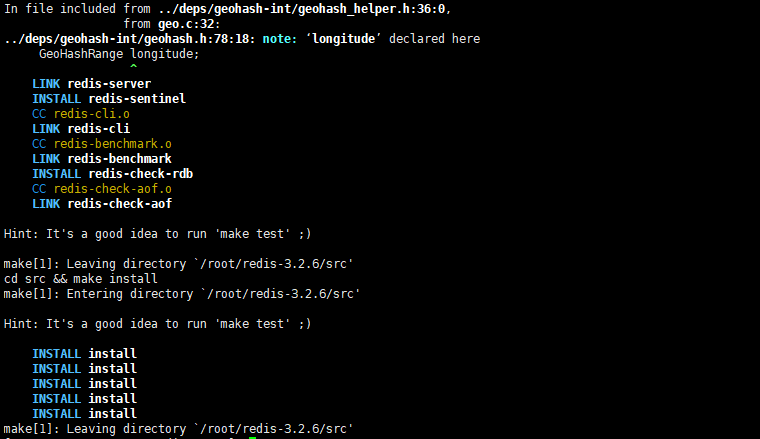 In file included from ../deps/geohash-int/geohash_helper.h:36:0,
                 from geo.c:32:
../deps/geohash-int/geohash.h:78:18: note: ‘longitude’ declared here
     GeoHashRange longitude;
                  ^
    LINK redis-server
    INSTALL redis-sentinel
    CC redis-cli.o
    LINK redis-cli
    CC redis-benchmark.o
    LINK redis-benchmark
    INSTALL redis-check-rdb
    CC redis-check-aof.o
    LINK redis-check-aof
Hint: It's a good idea to run 'make test' ;)
make[1]: Leaving directory `/root/redis-3.2.6/src'
cd src && make install
make[1]: Entering directory `/root/redis-3.2.6/src'
Hint: It's a good idea to run 'make test' ;)
    INSTALL install
    INSTALL install
    INSTALL install
    INSTALL install
    INSTALL install
make[1]: Leaving directory `/root/redis-3.2.6/src'